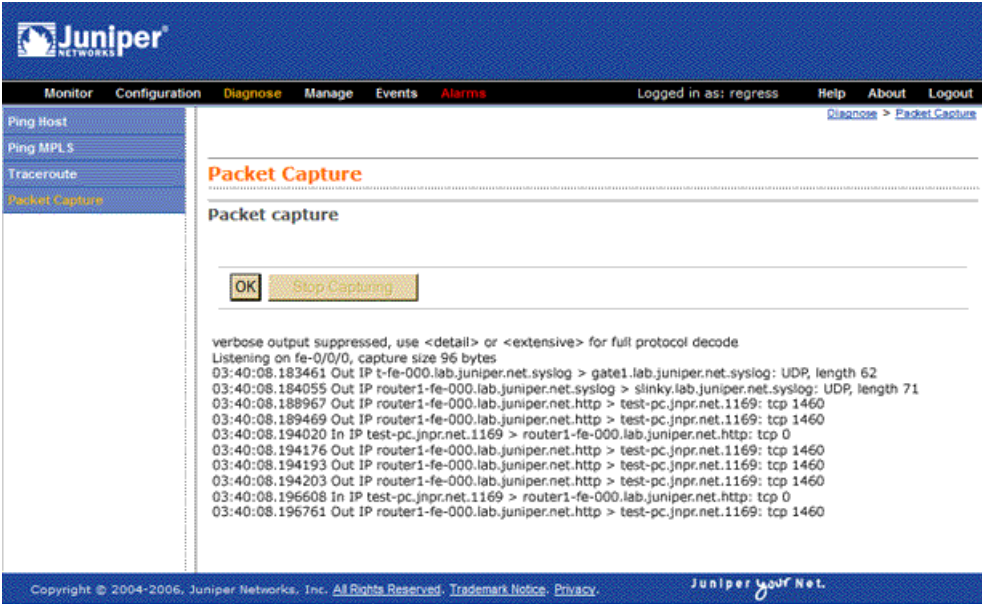 Juniper®
NETWORKS
Monitor Configuration Diagnose Manage Events Alarms Logged in as: regress Help About Logout
Diagnose > Packet Capture
Ping Host
Ping MPLS
Traceroute
Packet Capture
Packet Capture
Packet capture
OK Stop Capturing
verbose output suppressed, use <detail> or <extensive> for full protocol decode
Listening on fe-0/0/0, capture size 96 bytes
03:40:08.183461 Out IP t-fe-000.lab.juniper.net.syslog > gate1.lab.juniper.net.syslog: UDP, length 62
03:40:08.184055 Out IP router1-fe-000.lab.juniper.net.syslog > slinky.lab.juniper.net.syslog: UDP, length 71
03:40:08.188967 Out IP router1-fe-000.lab.juniper.net.http > test-pc.jnpr.net.1169: tcp 1460
03:40:08.189469 Out IP router1-fe-000.lab.juniper.net.http > test-pc.jnpr.net.1169: tcp 1460
03:40:08.194020 In IP test-pc.jnpr.net.1169 > router1-fe-000.lab.juniper.net.http: tcp 0
03:40:08.194176 Out IP router1-fe-000.lab.juniper.net.http > test-pc.jnpr.net.1169: tcp 1460
03:40:08.194193 Out IP router1-fe-000.lab.juniper.net.http > test-pc.jnpr.net.1169: tcp 1460
03:40:08.194203 Out IP router1-fe-000.lab.juniper.net.http > test-pc.jnpr.net.1169: tcp 1460
03:40:08.196608 In IP test-pc.jnpr.net.1169 > router1-fe-000.lab.juniper.net.http: tcp 0
03:40:08.196761 Out IP router1-fe-000.lab.juniper.net.http > test-pc.jnpr.net.1169: tcp 1460
Copyright © 2004-2006, Juniper Networks, Inc. All Rights Reserved. Trademark Notice. Privacy.
Juniper your Net.